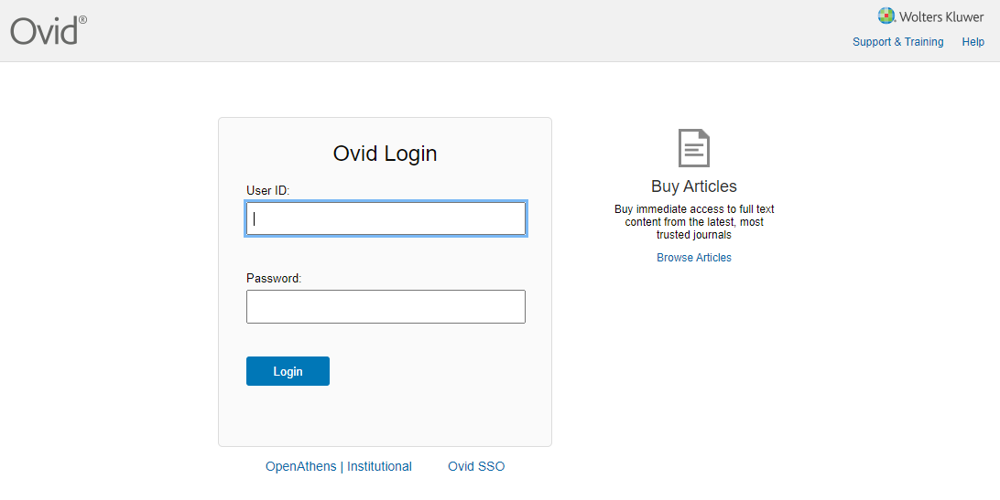 Ovid®
Wolters Kluwer
Support & Training Help
Ovid Login
User ID:
Password:
Login
OpenAthens | Institutional Ovid SSO
Buy Articles
Buy immediate access to full text
content from the latest, most
trusted journals
Browse Articles